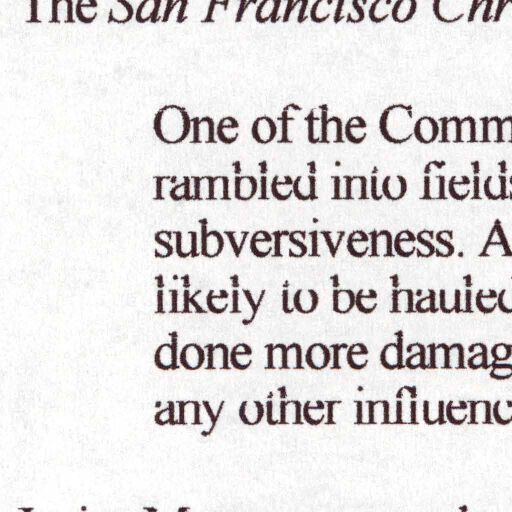 The San Francisco Chr
One of the Comm
rambled into fields
subversiveness. A
likely to be hauled
done more damag
any other influenc